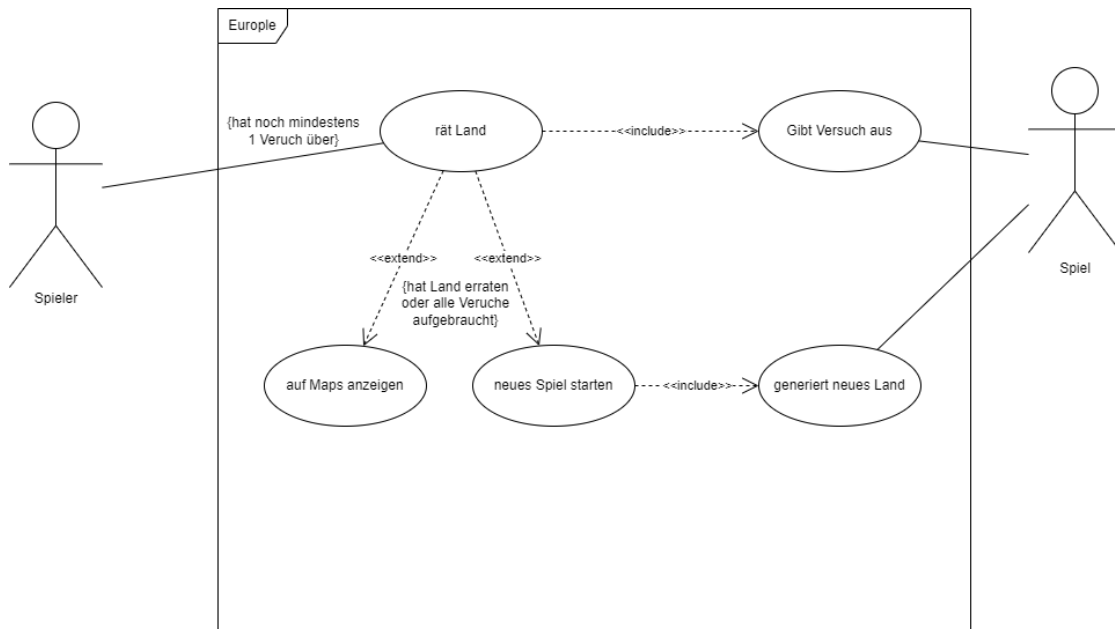 Europle
{hat noch mindestens
1 Veruch über}
rät Land
<<include>>
Gibt Versuch aus
Spieler
Spiel
<<extend>>
<<extend>>
{hat Land erraten
oder alle Veruche
aufgebraucht}
auf Maps anzeigen
neues Spiel starten
<<include>>
generiert neues Land